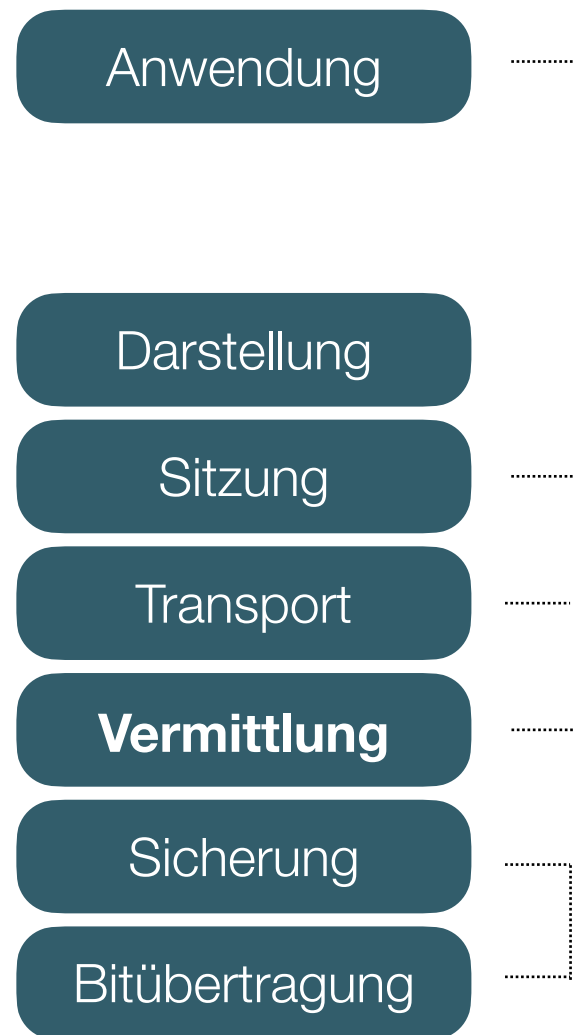 Anwendung
Darstellung
Sitzung
Transport
Vermittlung
Sicherung
Bitübertragung